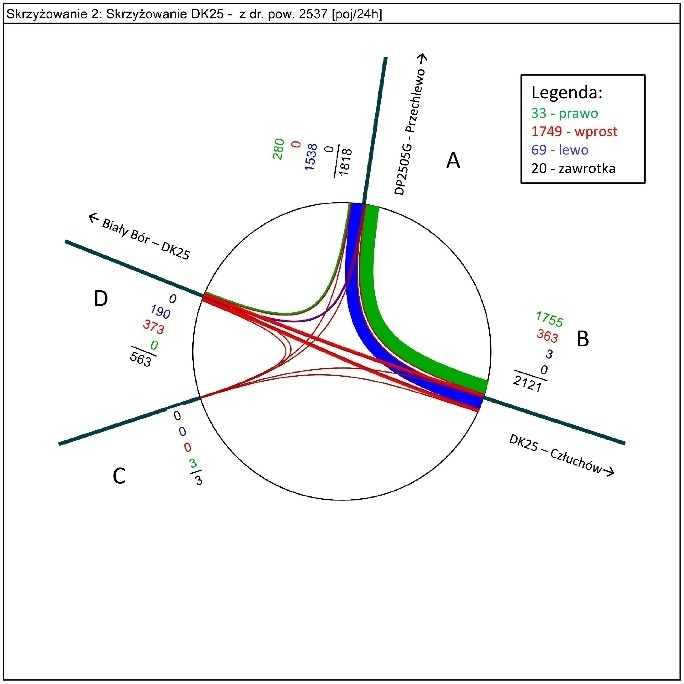 Skrzyżowanie 2: Skrzyżowanie DK25 - z dr. pow. 2537 [poj/24h]
Legenda:
33 - prawo
1749 - wprost
69 - lewo
20 - zawrotka
DP2505G - Przechlewo →
A
280
0
1538
0
1818
← Biały Bór – DK25
D
0
190
373
0
563
1755
363
3
0
2121
B
DK25 – Człuchów→
C
0
0
0
3
3